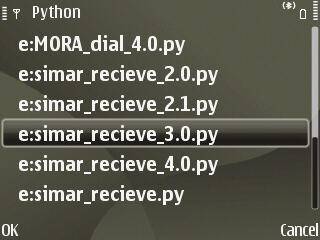 Python
e:MORA_dial_4.0.py
e:simar_recieve_2.0.py
e:simar_recieve_2.1.py
e:simar_recieve_3.0.py
e:simar_recieve_4.0.py
e:simar_recieve.py
OK Cancel